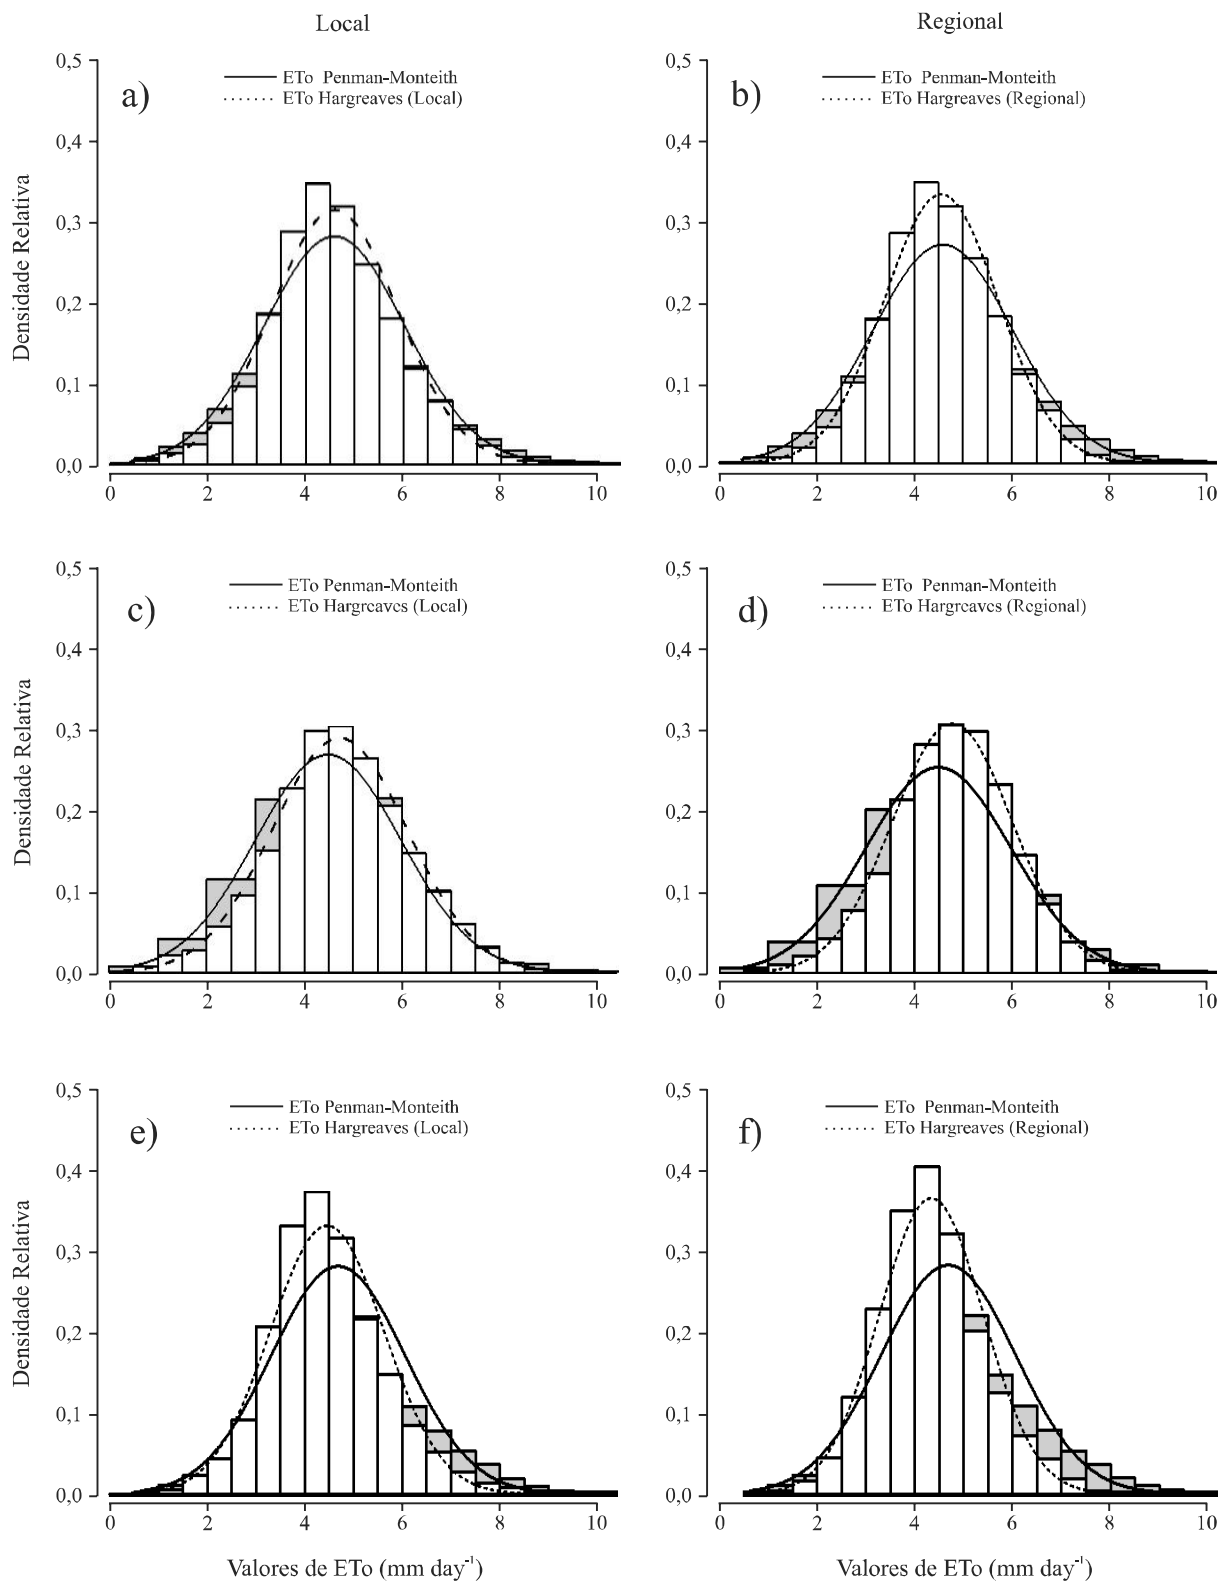 Local
Regional
a)
ETo Penman-Monteith
ETo Hargreaves (Local)
Densidade Relativa
0,5
0,4
0,3
0,2
0,1
0,0
0 2 4 6 8 10
b)
ETo Penman-Monteith
ETo Hargreaves (Regional)
0,5
0,4
0,3
0,2
0,1
0,0
0 2 4 6 8 10
c)
ETo Penman-Monteith
ETo Hargreaves (Local)
Densidade Relativa
0,5
0,4
0,3
0,2
0,1
0,0
0 2 4 6 8 10
d)
ETo Penman-Monteith
ETo Hargreaves (Regional)
0,5
0,4
0,3
0,2
0,1
0,0
0 2 4 6 8 10
e)
ETo Penman-Monteith
ETo Hargreaves (Local)
Densidade Relativa
0,5
0,4
0,3
0,2
0,1
0,0
0 2 4 6 8 10
Valores de ETo (mm day⁻¹)
f)
ETo Penman-Monteith
ETo Hargreaves (Regional)
0,5
0,4
0,3
0,2
0,1
0,0
0 2 4 6 8 10
Valores de ETo (mm day⁻¹)